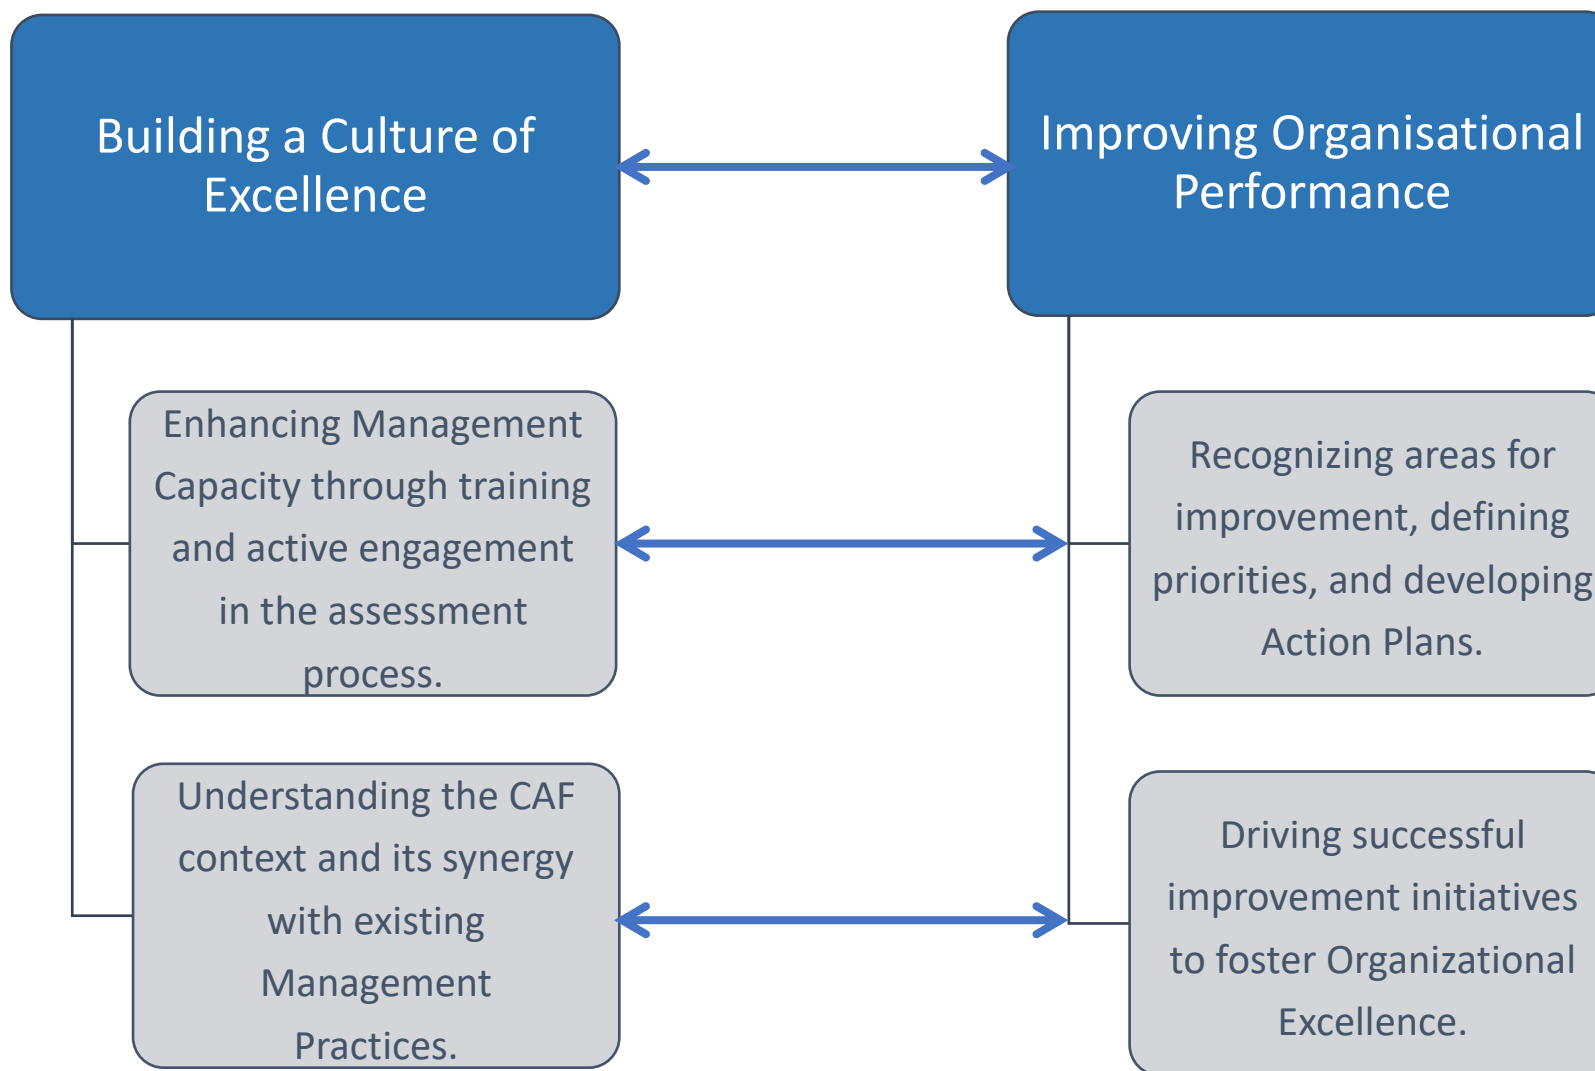 Building a Culture of
Excellence
Improving Organisational
Performance
Enhancing Management
Capacity through training
and active engagement
in the assessment
process.
Recognizing areas for
improvement, defining
priorities, and developing
Action Plans.
Understanding the CAF
context and its synergy
with existing
Management
Practices.
Driving successful
improvement initiatives
to foster Organizational
Excellence.